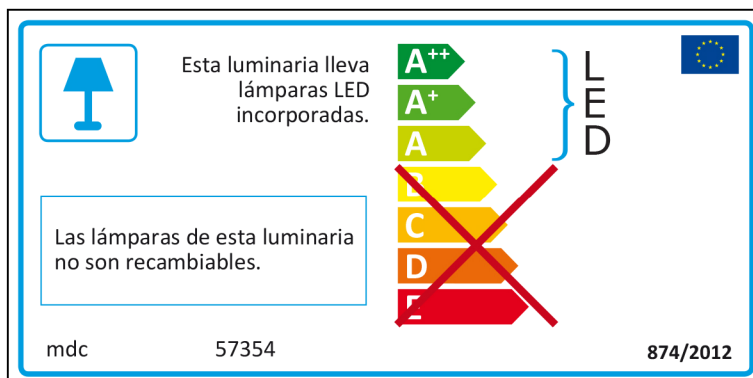 Esta luminaria lleva
lámparas LED
incorporadas.
A++
A+
A
B
C
D
E
L
E
D
Las lámparas de esta luminaria
no son recambiables.
mdc 57354
874/2012